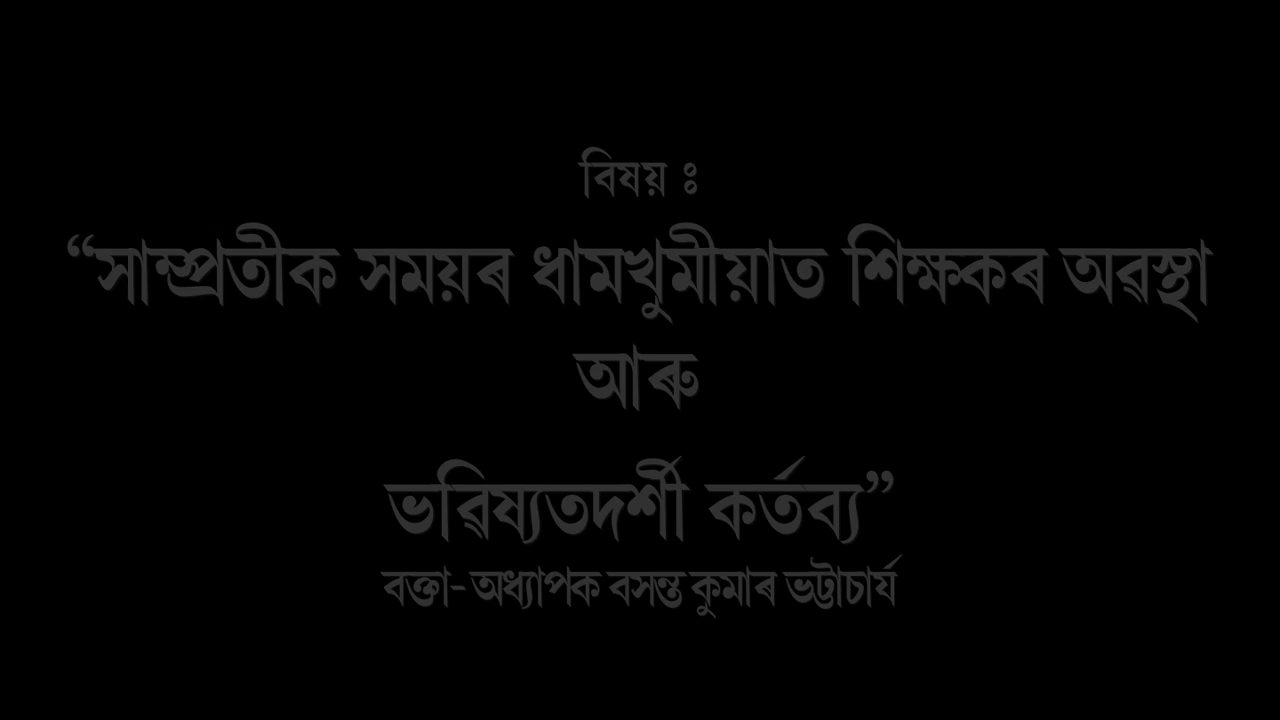 বিষয় ঃ
“সাম্প্ৰতীক সময়ৰ ধামখুমীয়াত শিক্ষকৰ অৱস্থা
আৰু
ভৱিষ্যতদৰ্শী কৰ্তব্য”
বক্তা- অধ্যাপক বসন্ত কুমাৰ ভট্টাচাৰ্য